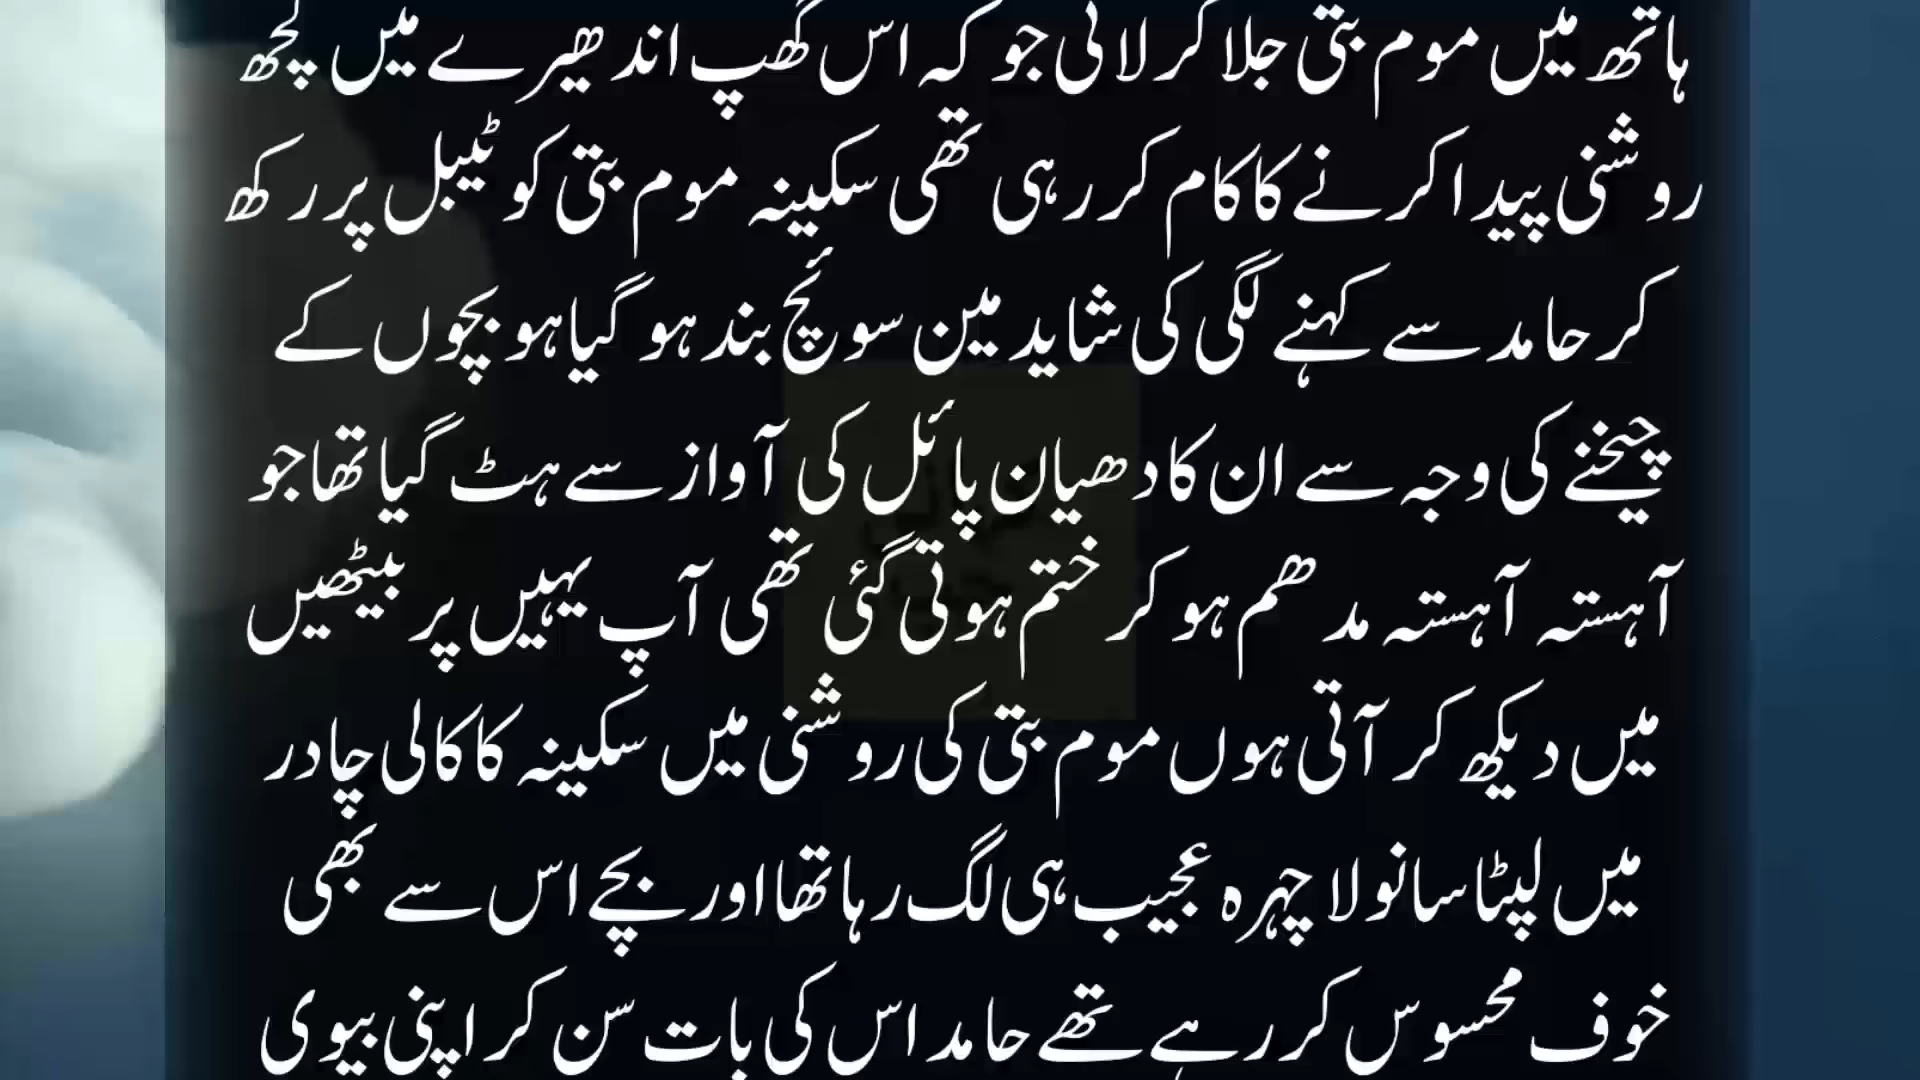 ہاتھ میں موم بتی جلا کر لائی جو کہ اس گھپ اندھیرے میں کچھ
روشنی پیدا کرنے کا کام کر رہی تھی سکینہ موم بتی کو ٹیبل پر رکھ
کر حامد سے کہنے لگی کی شاید مین سوئچ بند ہو گیا ہو بچوں کے
چیخنے کی وجہ سے ان کا دھیان پائل کی آواز سے ہٹ گیا تھا جو
آہستہ آہستہ مدھم ہو کر ختم ہوتی گئی تھی آپ یہیں پر بیٹھیں
میں دیکھ کر آتی ہوں موم بتی کی روشنی میں سکینہ کا کالی چادر
میں لپٹا سانولا چہرہ عجیب ہی لگ رہا تھا اور بچے اس سے بھی
خوف محسوس کر رہے تھے حامد اس کی بات سن کر اپنی بیوی